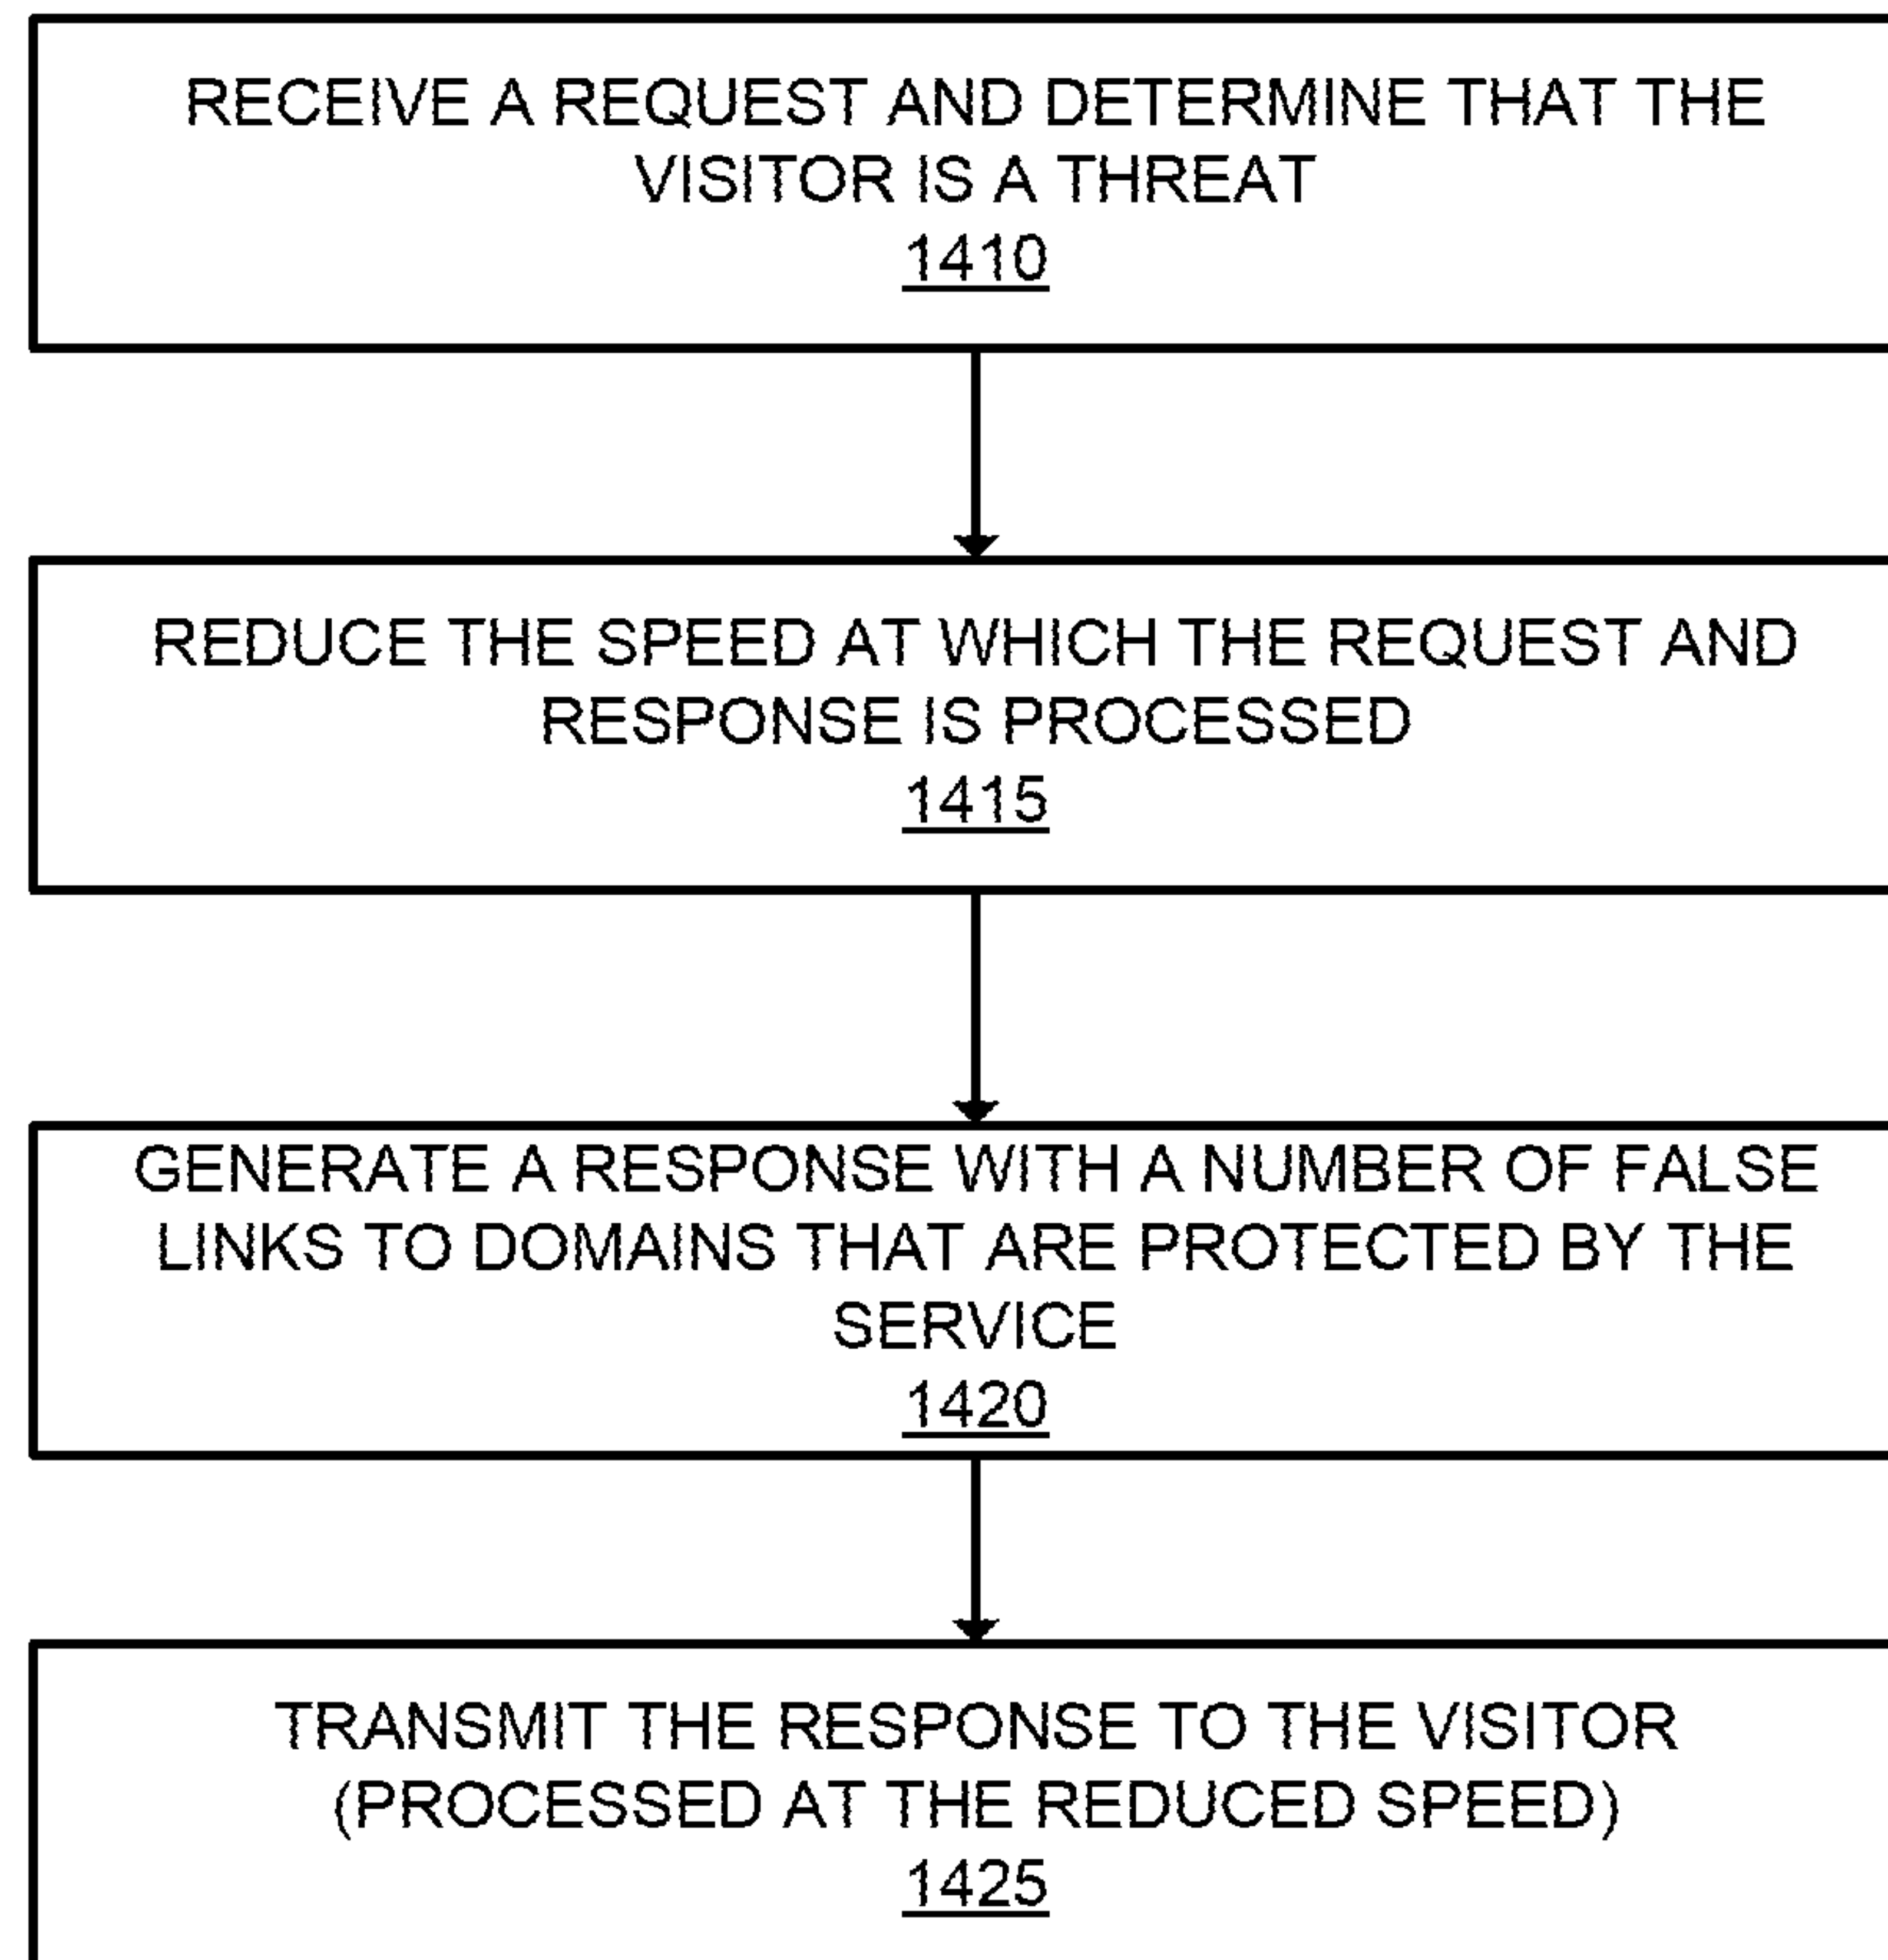 RECEIVE A REQUEST AND DETERMINE THAT THE
VISITOR IS A THREAT
1410
REDUCE THE SPEED AT WHICH THE REQUEST AND
RESPONSE IS PROCESSED
1415
GENERATE A RESPONSE WITH A NUMBER OF FALSE
LINKS TO DOMAINS THAT ARE PROTECTED BY THE
SERVICE
1420
TRANSMIT THE RESPONSE TO THE VISITOR
(PROCESSED AT THE REDUCED SPEED)
1425